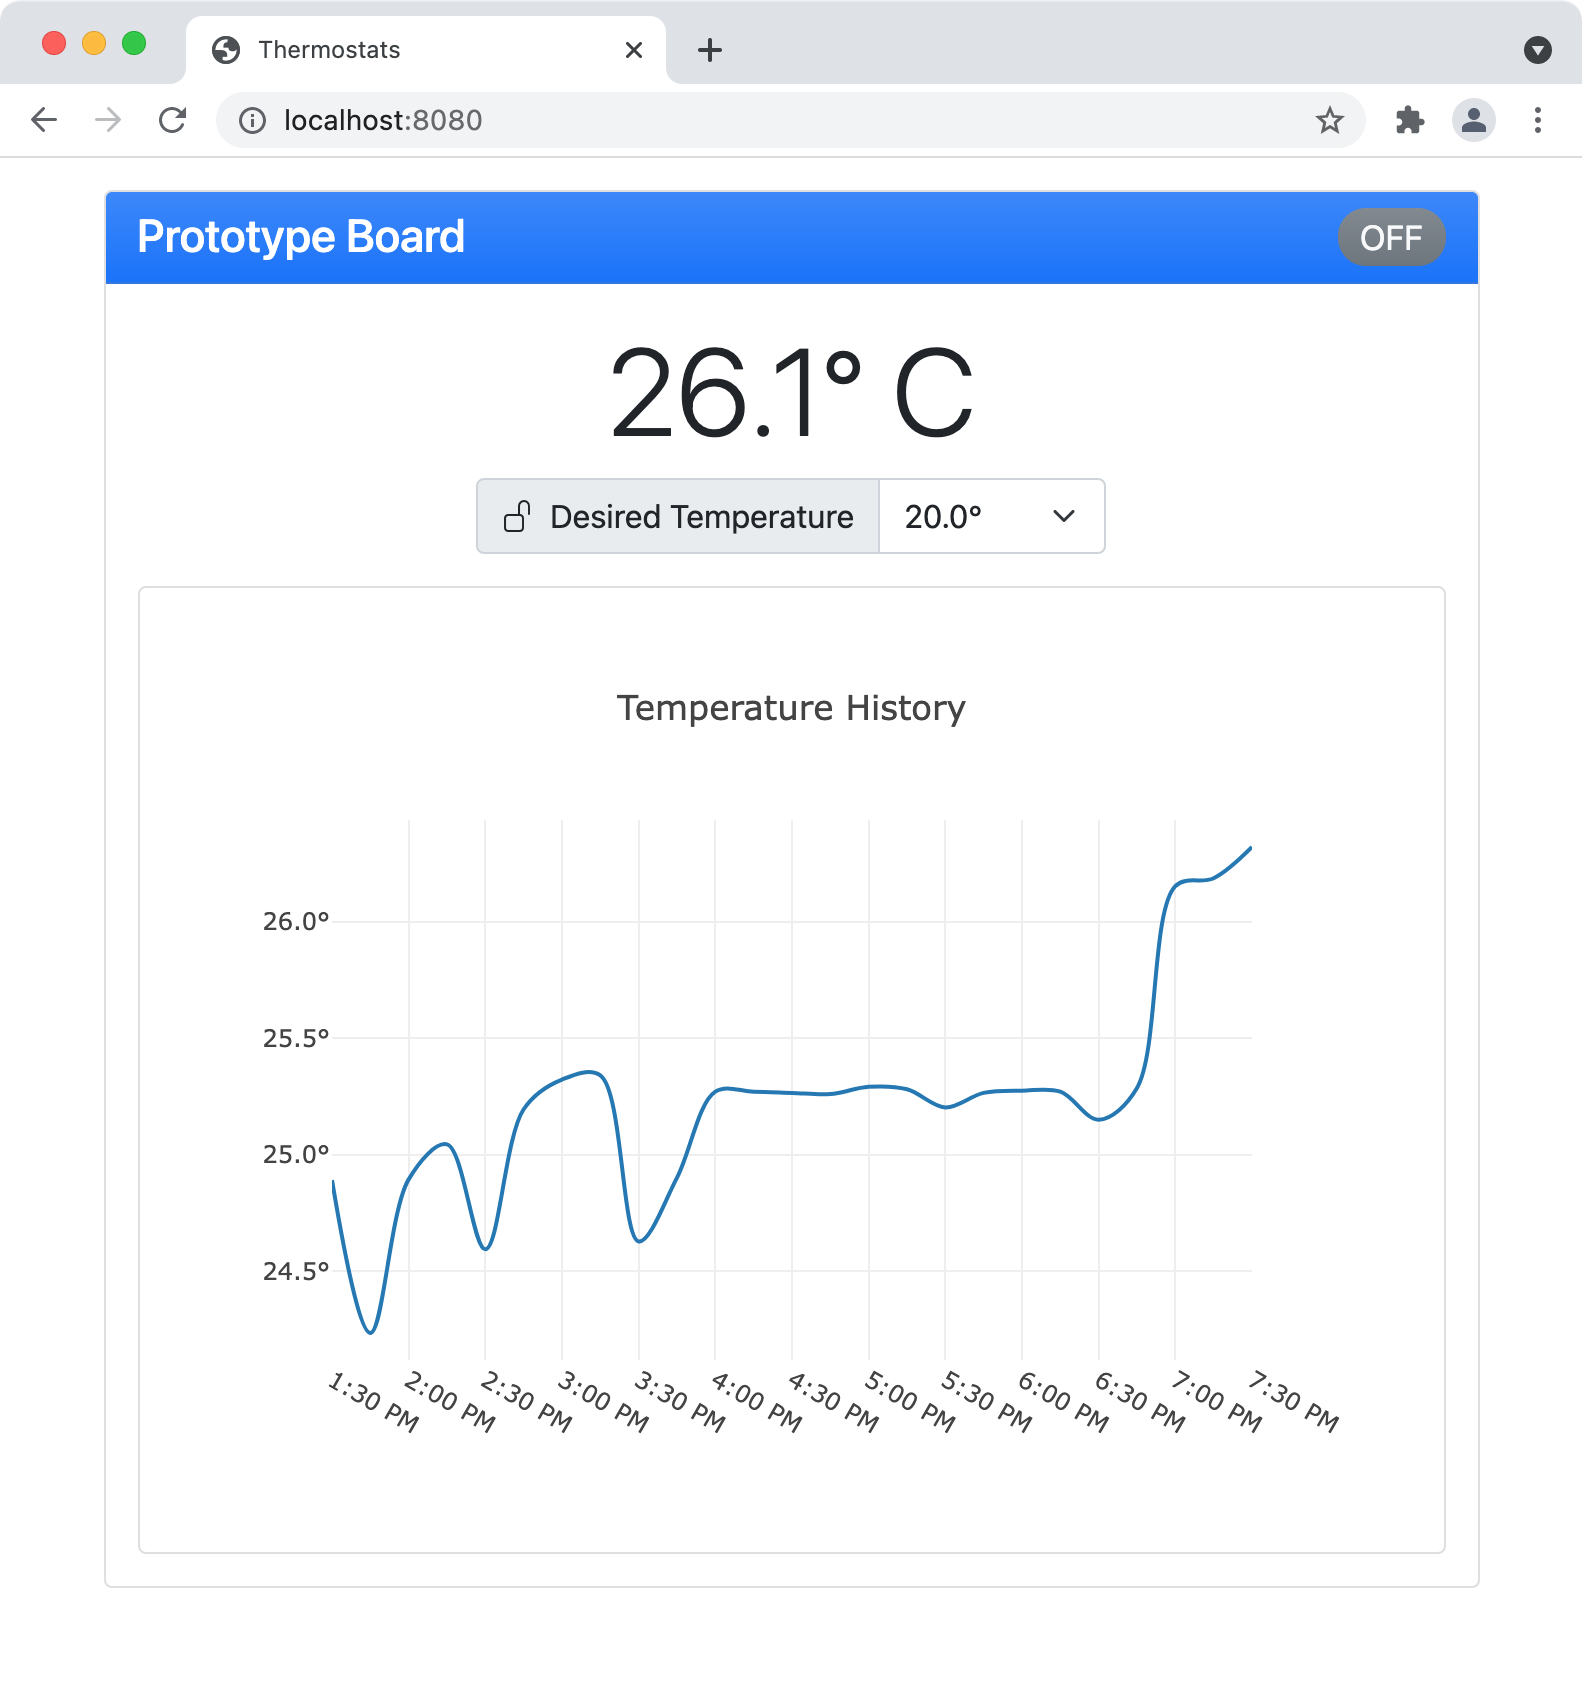 Thermostats
localhost:8080
Prototype Board
OFF
26.1° C
Desired Temperature
20.0°
Temperature History
26.0°
25.5°
25.0°
24.5°
1:30 PM
2:00 PM
2:30 PM
3:00 PM
3:30 PM
4:00 PM
4:30 PM
5:00 PM
5:30 PM
6:00 PM
6:30 PM
7:00 PM
7:30 PM